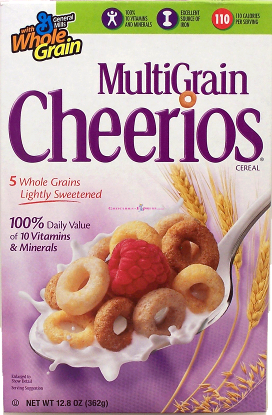 with
General
Mills
Whole
Grain
100%
10 VITAMINS
AND MINERALS
EXCELLENT
SOURCE OF
IRON
110
110 CALORIES
PER SERVING
MultiGrain
Cheerios
CEREAL
5 Whole Grains
Lightly Sweetened
100% Daily Value
of 10 Vitamins
& Minerals
Enlarged to
Show Detail
Serving Suggestion
NET WT 12.8 OZ (362g)